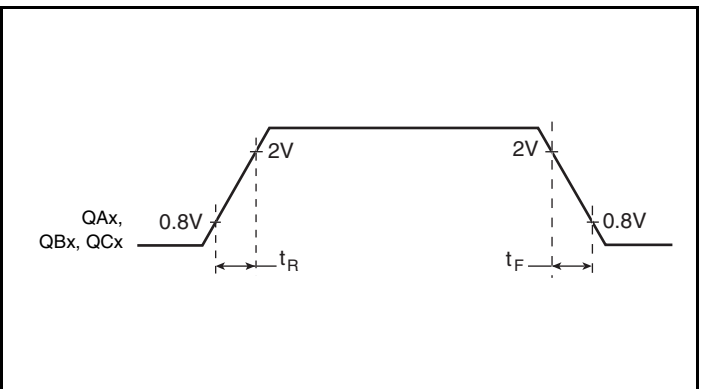 2V
2V
QAx,
QBx, QCx
0.8V
0.8V
tR
tF